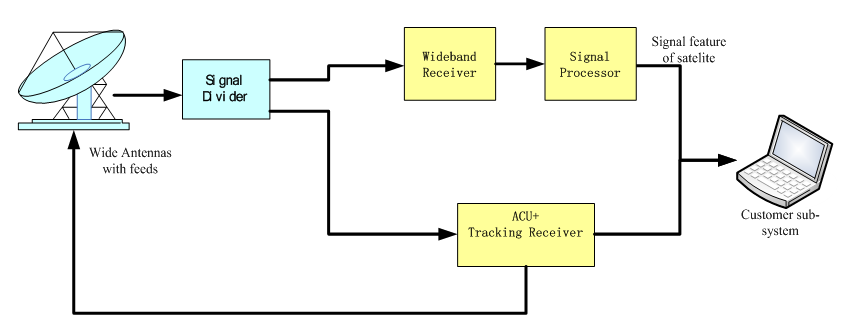 Wide Antennas
with feeds
Signal
Divider
Wideband
Receiver
Signal
Processor
Signal feature
of satelite
ACU+
Tracking Receiver
Customer sub-
system